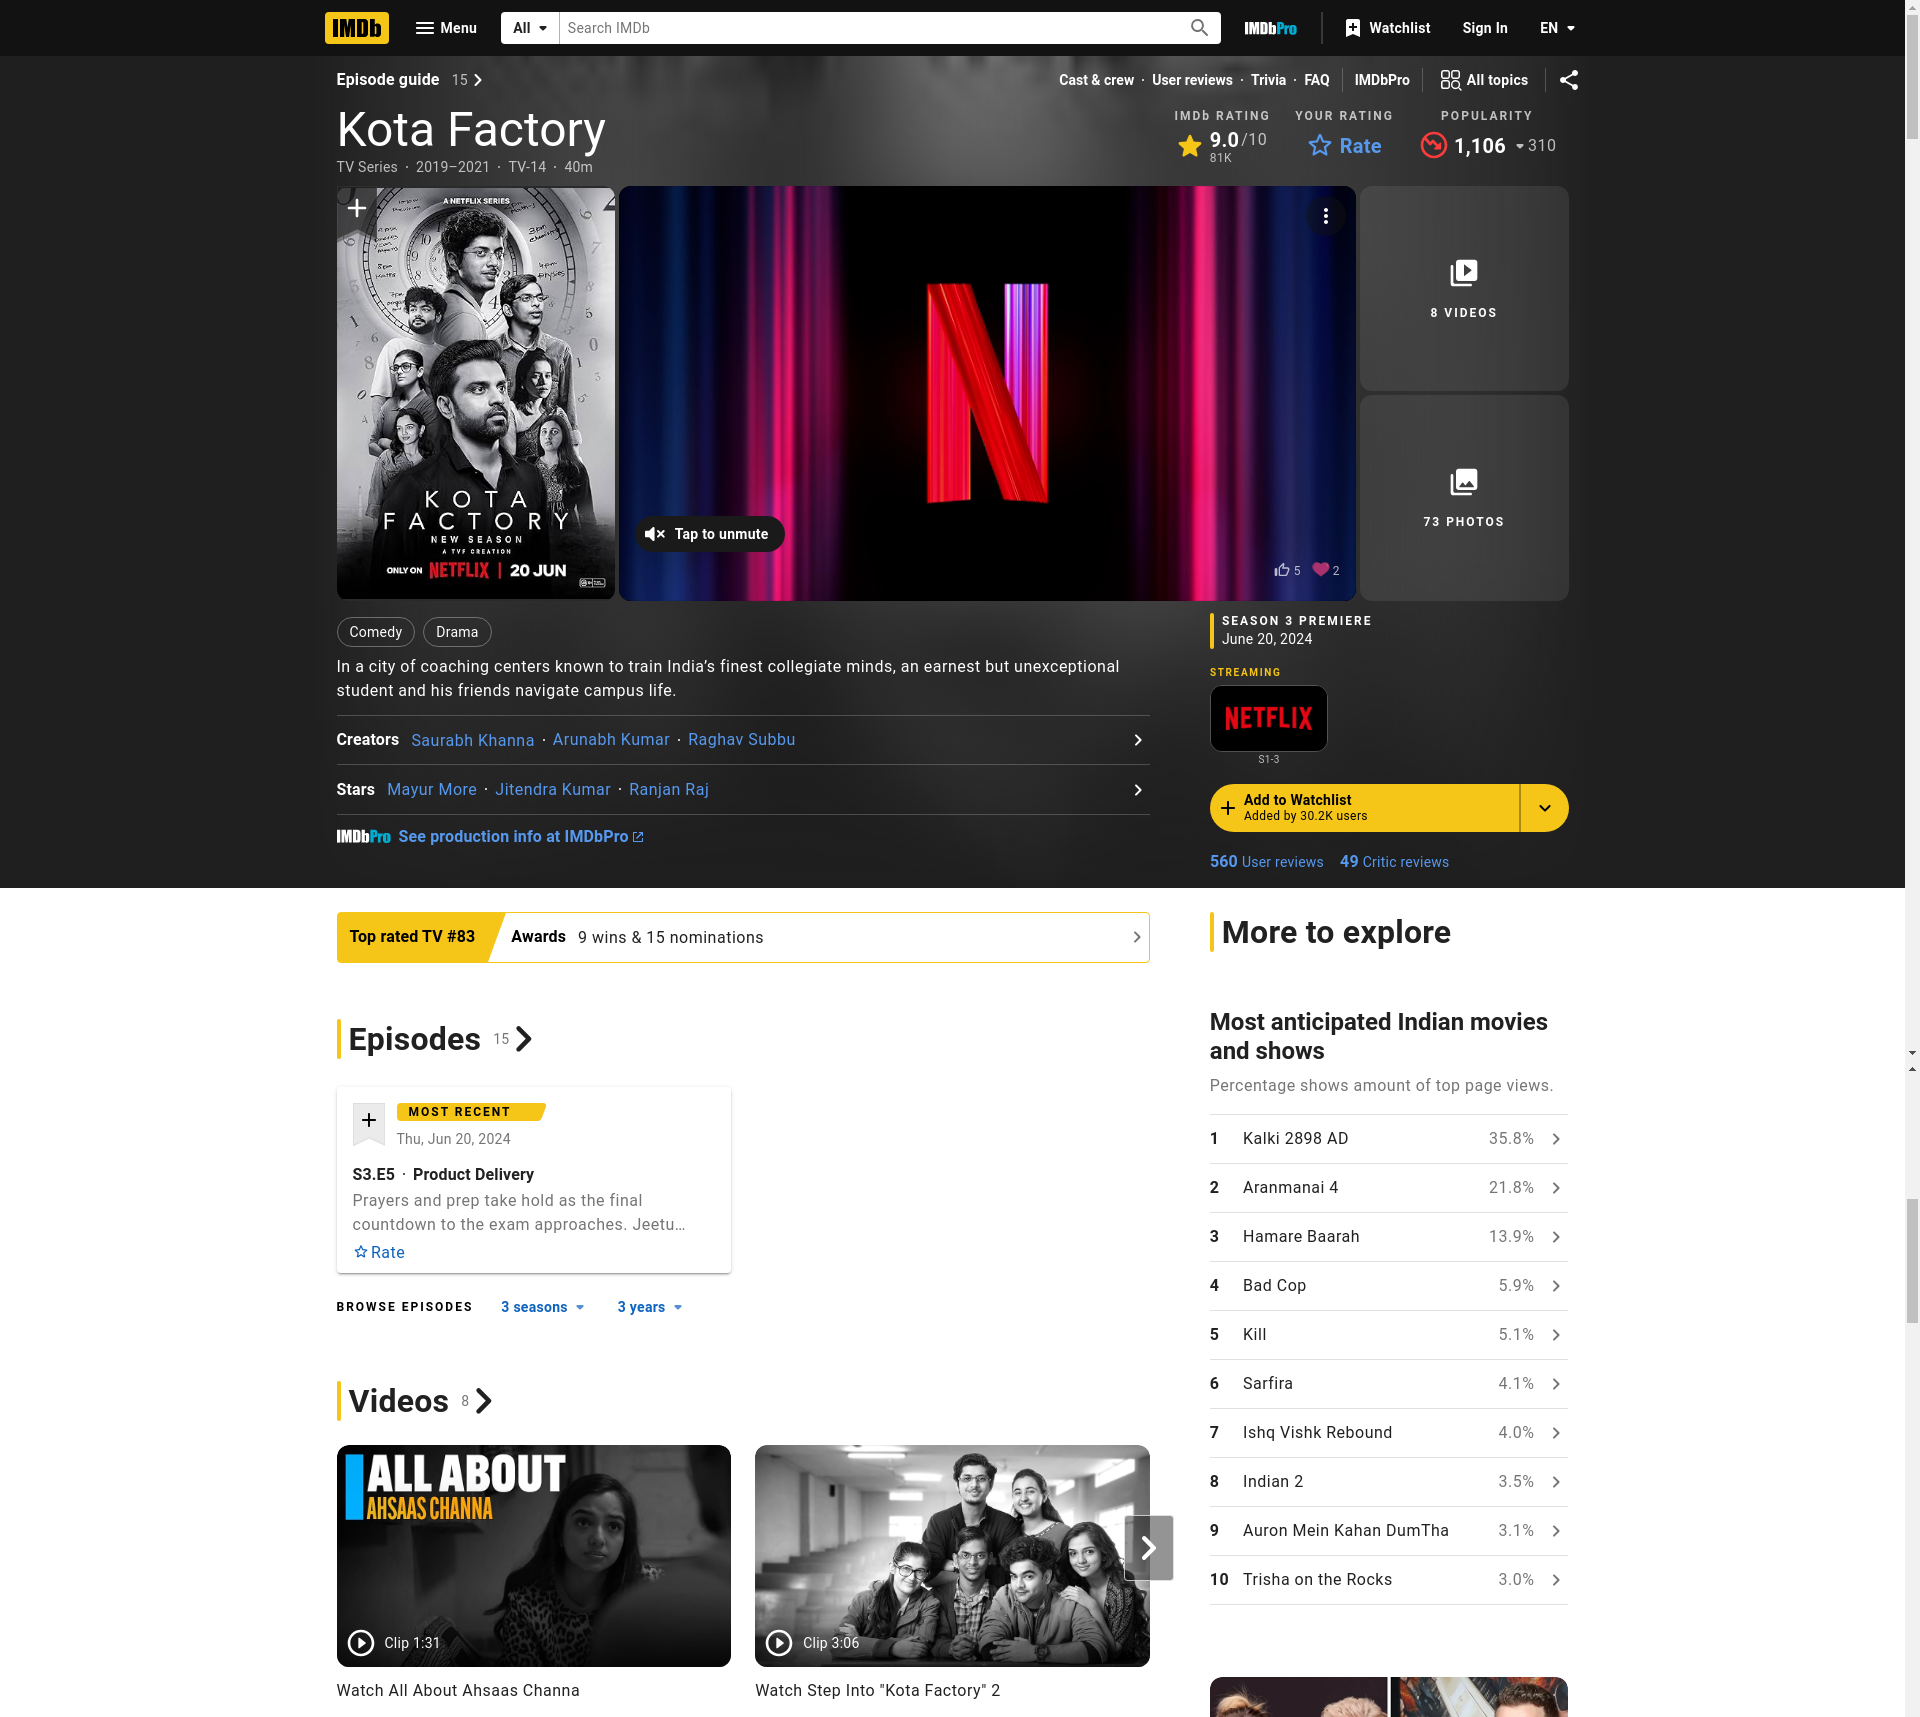 IMDb
Menu
All
Search IMDb
IMDbPro
Watchlist
Sign In
EN
Episode guide 15
Cast & crew · User reviews · Trivia · FAQ
IMDbPro
All topics
Kota Factory
TV Series · 2019–2021 · TV-14 · 40m
IMDb RATING
9.0/10
81K
YOUR RATING
Rate
POPULARITY
1,106
310
A NETFLIX SERIES
KOTA
FACTORY
NEW SEASON
A TVF CREATION
ONLY ON NETFLIX | 20 JUN
Tap to unmute
5
2
8 VIDEOS
73 PHOTOS
Comedy
Drama
In a city of coaching centers known to train India's finest collegiate minds, an earnest but unexceptional
student and his friends navigate campus life.
Creators Saurabh Khanna · Arunabh Kumar · Raghav Subbu
Stars Mayur More · Jitendra Kumar · Ranjan Raj
IMDbPro See production info at IMDbPro
SEASON 3 PREMIERE
June 20, 2024
STREAMING
NETFLIX
S1-3
Add to Watchlist
Added by 30.2K users
560 User reviews
49 Critic reviews
Top rated TV #83
Awards 9 wins & 15 nominations
Episodes 15
MOST RECENT
Thu, Jun 20, 2024
S3.E5 · Product Delivery
Prayers and prep take hold as the final
countdown to the exam approaches. Jeetu...
Rate
BROWSE EPISODES
3 seasons
3 years
Videos 8
ALL ABOUT
AHSAAS CHANNA
Clip 1:31
Watch All About Ahsaas Channa
Clip 3:06
Watch Step Into "Kota Factory" 2
More to explore
Most anticipated Indian movies
and shows
Percentage shows amount of top page views.
1 Kalki 2898 AD 35.8%
2 Aranmanai 4 21.8%
3 Hamare Baarah 13.9%
4 Bad Cop 5.9%
5 Kill 5.1%
6 Sarfira 4.1%
7 Ishq Vishk Rebound 4.0%
8 Indian 2 3.5%
9 Auron Mein Kahan DumTha 3.1%
10 Trisha on the Rocks 3.0%